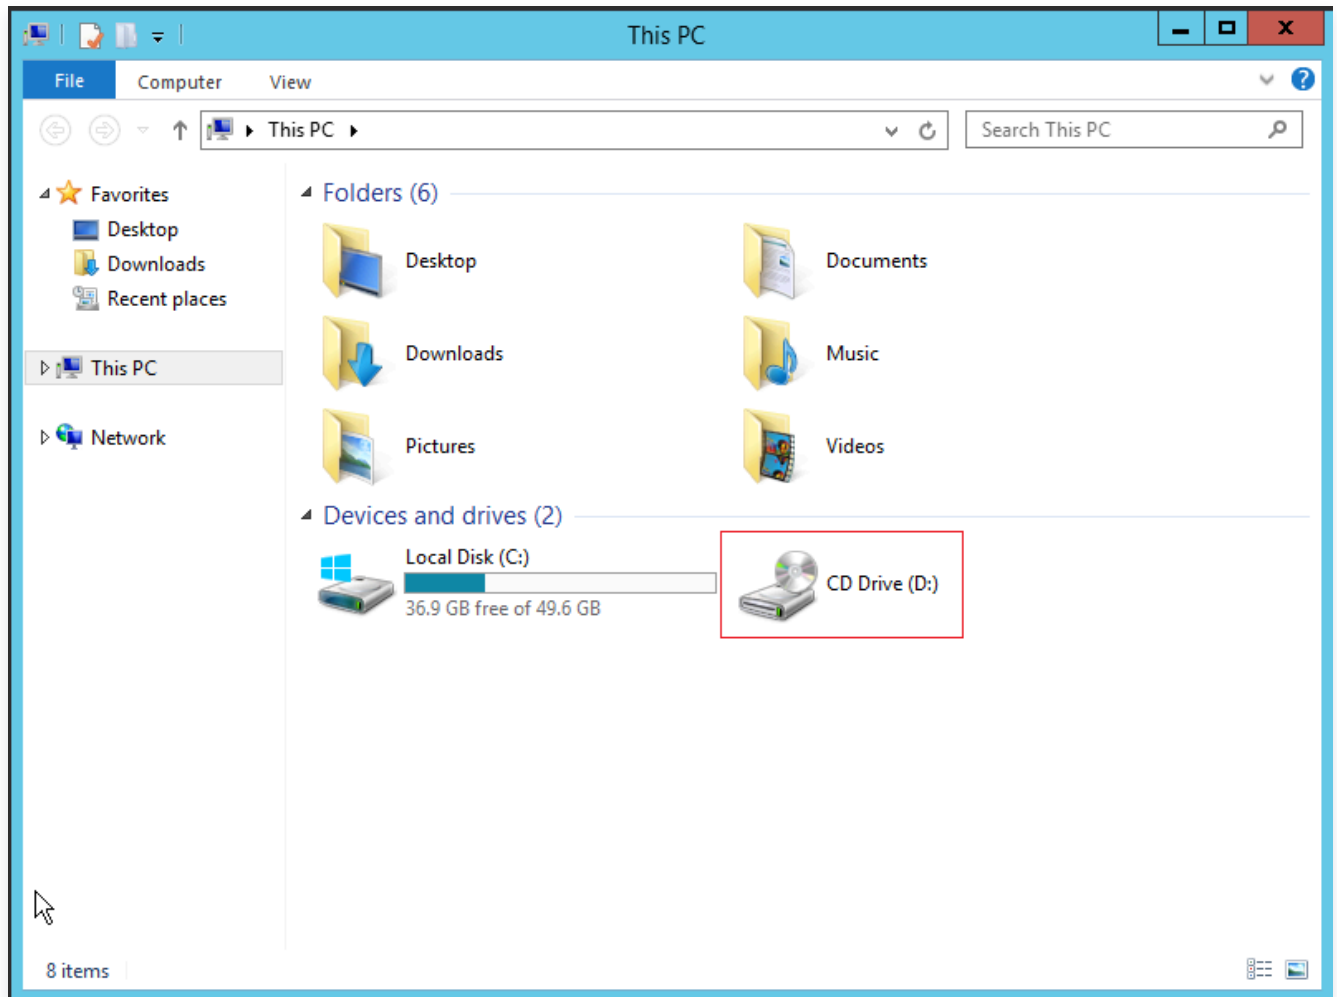 This PC
File Computer View
This PC
Search This PC
Favorites
Desktop
Downloads
Recent places
This PC
Network
Folders (6)
Desktop
Documents
Downloads
Music
Pictures
Videos
Devices and drives (2)
Local Disk (C:)
36.9 GB free of 49.6 GB
CD Drive (D:)
8 items